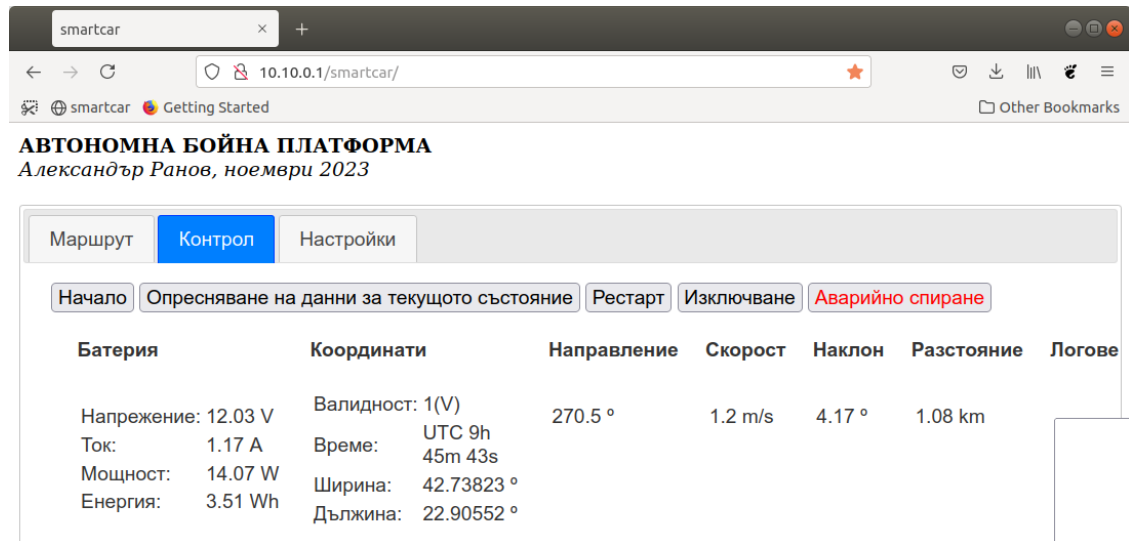 smartcar
10.10.0.1/smartcar/
smartcar Getting Started Other Bookmarks
АВТОНОМНА БОЙНА ПЛАТФОРМА
Александър Ранов, ноември 2023
Маршрут Контрол Настройки
Начало Опресняване на данни за текущото състояние Рестарт Изключване Аварийно спиране
Батерия Координати Направление Скорост Наклон Разстояние Логове
Напрежение: 12.03 V
Ток: 1.17 A
Мощност: 14.07 W
Енергия: 3.51 Wh
Валидност: 1(V)
Време: UTC 9h
45m 43s
Ширина: 42.73823 º
Дължина: 22.90552 º
270.5 º
1.2 m/s
4.17 º
1.08 km